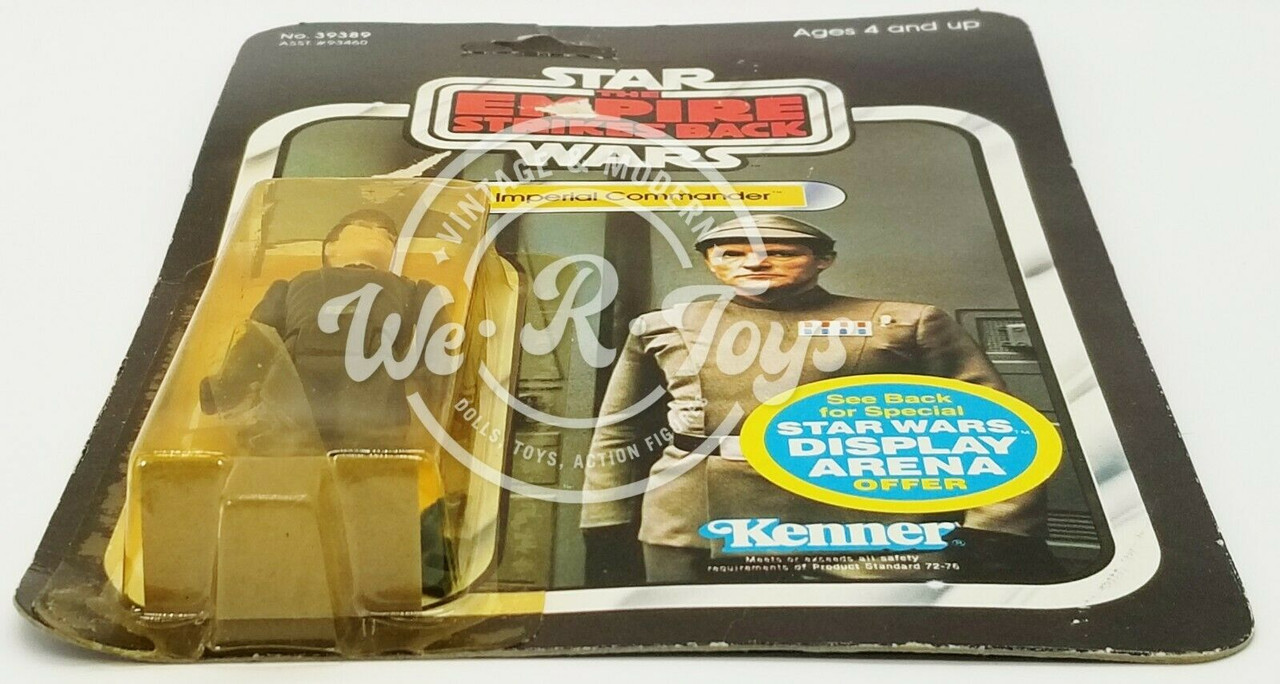 No. 39389
ASST. #93460
Ages 4 and up
STAR
THE
EMPIRE
STRIKES BACK
WARS
Imperial Commander™
VINTAGE & MODERN
We·R·Toys
DOLLS, TOYS, ACTION FIGURES
See Back
for Special
STAR WARS™
DISPLAY
ARENA
OFFER
Kenner®
Meets or exceeds all safety
requirements of Product Standard 72-76